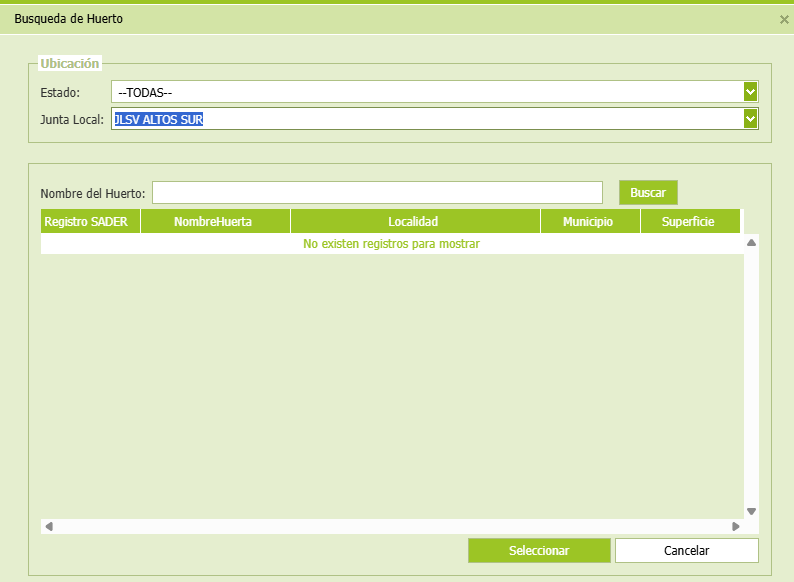 Busqueda de Huerto
Ubicación
Estado: --TODAS--
Junta Local: JLSV ALTOS SUR
Nombre del Huerto: Buscar
Registro SADER NombreHuerta Localidad Municipio Superficie
No existen registros para mostrar
Seleccionar Cancelar